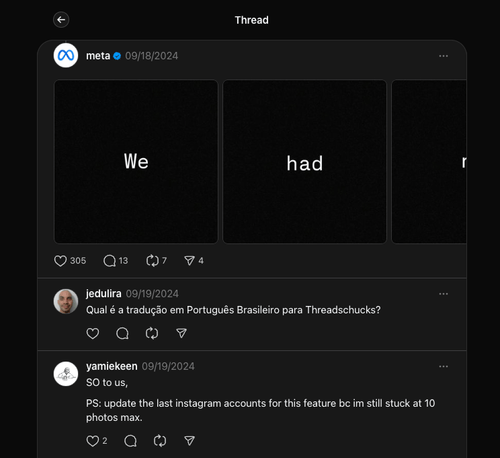 Thread
meta 09/18/2024
We
had
305 13 7 4
jedulira 09/19/2024
Qual é a tradução em Português Brasileiro para Threadschucks?
yamiekeen 09/19/2024
SO to us,
PS: update the last instagram accounts for this feature bc im still stuck at 10
photos max.
2